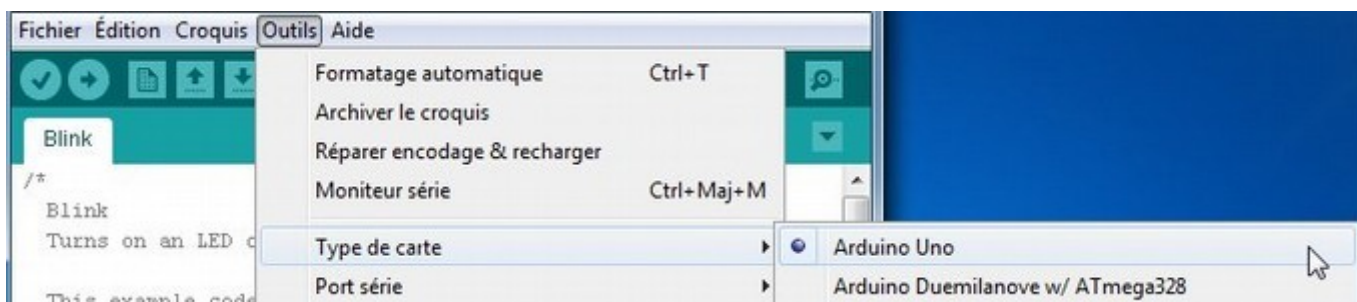 Fichier Édition Croquis Outils Aide
Formatage automatique Ctrl+T
Archiver le croquis
Blink
Réparer encodage & recharger
/*
Moniteur série Ctrl+Maj+M
Blink
Turns on an LED
Type de carte
Arduino Uno
This example code
Port série
Arduino Duemilanove w/ ATmega328